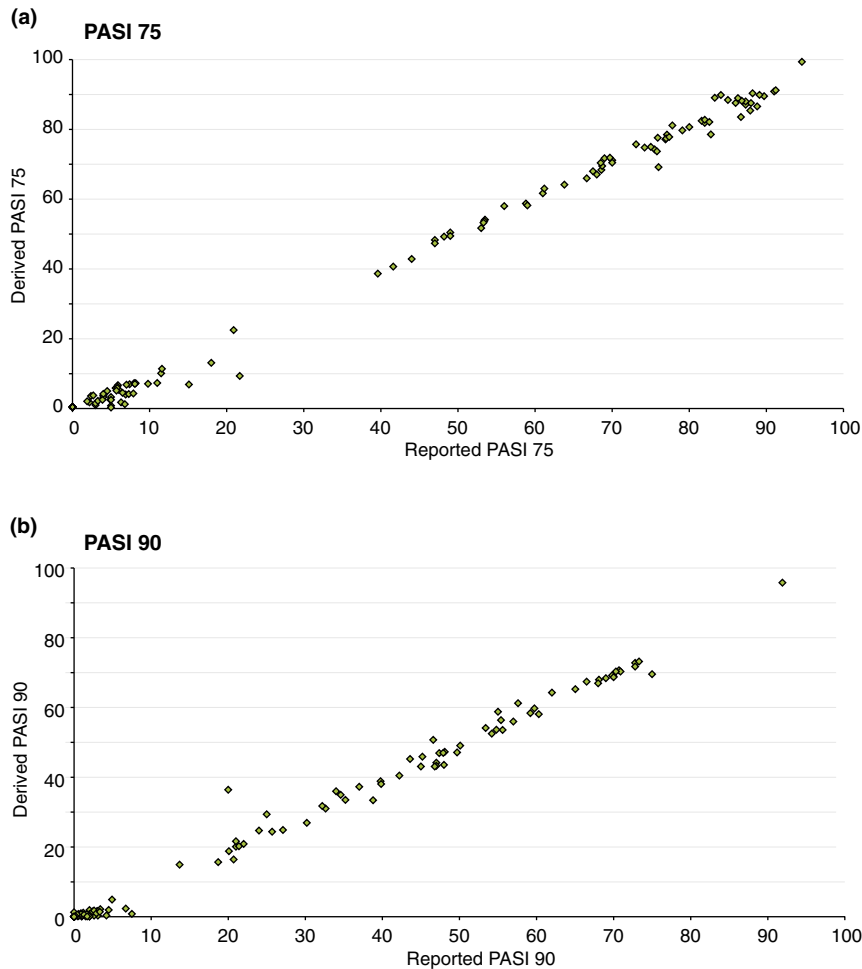 (a)
PASI 75
100
80
60
40
20
0
Derived PASI 75
0 10 20 30 40 50 60 70 80 90 100
Reported PASI 75
(b)
PASI 90
100
80
60
40
20
0
Derived PASI 90
0 10 20 30 40 50 60 70 80 90 100
Reported PASI 90